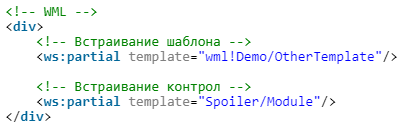 <!-- WML -->
<div>
    <!-- Встраивание шаблона -->
    <ws:partial template="wml!Demo/OtherTemplate"/>

    <!-- Встраивание контрол -->
    <ws:partial template="Spoiler/Module"/>
</div>